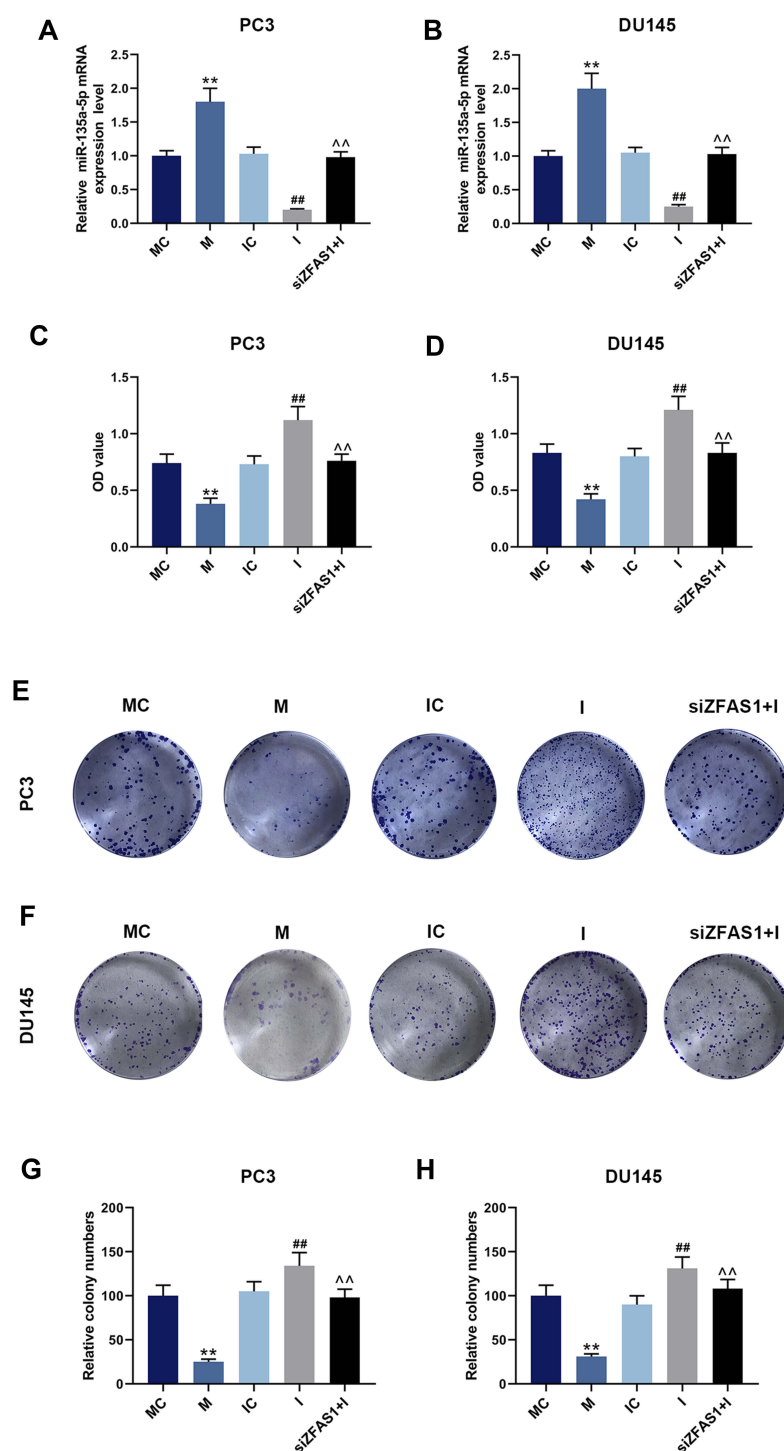 A
PC3
Relative miR-135a-5p mRNA
expression level
2.5
2.0
1.5
1.0
0.5
0.0
**
##
^^
MC
M
IC
I
siZFAS1+I
B
DU145
Relative miR-135a-5p mRNA
expression level
2.5
2.0
1.5
1.0
0.5
0.0
**
##
^^
MC
M
IC
I
siZFAS1+I
C
PC3
OD value
1.5
1.0
0.5
0.0
**
##
^^
MC
M
IC
I
siZFAS1+I
D
DU145
OD value
1.5
1.0
0.5
0.0
**
##
^^
MC
M
IC
I
siZFAS1+I
E
MC
M
IC
I
siZFAS1+I
PC3
F
MC
M
IC
I
siZFAS1+I
DU145
G
PC3
Relative colony numbers
200
150
100
50
0
**
##
^^
MC
M
IC
I
siZFAS1+I
H
DU145
Relative colony numbers
200
150
100
50
0
**
##
^^
MC
M
IC
I
siZFAS1+I